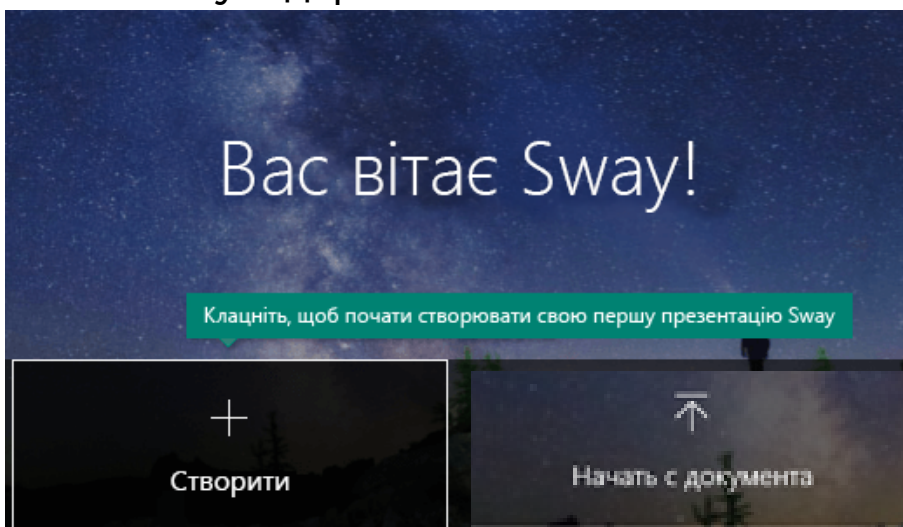 Вас вітає Sway!
Клацніть, щоб почати створювати свою першу презентацію Sway
Створити
Начать с документа